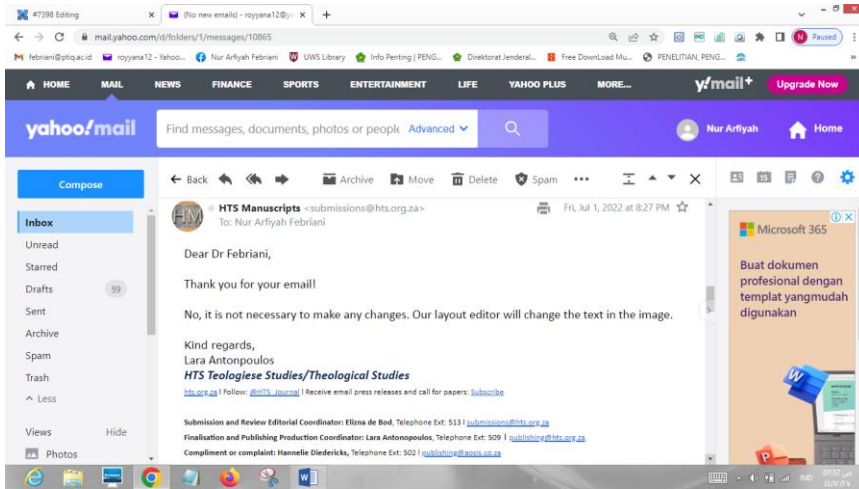 #7398 Editing
(No new emails) - royyana12@y
mail.yahoo.com/d/folders/1/messages/10865
Paused
febriani@ptiq.ac.id royyana12 - Yahoo... Nur Arfiyah Febriani UWS Library Info Penting | PENG... Direktorat Jenderal... Free DownLoad Mu... PENELITIAN, PENG...
HOME MAIL NEWS FINANCE SPORTS ENTERTAINMENT LIFE YAHOO PLUS MORE... y!mail+ Upgrade Now
yahoo!mail Find messages, documents, photos or people Advanced Nur Arfiyah Home
Compose
Back Archive Move Delete Spam
Inbox
Unread
Starred
Drafts 59
Sent
Archive
Spam
Trash
Less
Views Hide
Photos
HM
HTS Manuscripts <submissions@hts.org.za> Fri, Jul 1, 2022 at 8:27 PM
To: Nur Arfiyah Febriani
Dear Dr Febriani,
Thank you for your email!
No, it is not necessary to make any changes. Our layout editor will change the text in the image.
Kind regards,
Lara Antonpoulos
HTS Teologiese Studies/Theological Studies
hts.org.za | Follow: @HTS_Journal | Receive email press releases and call for papers: Subscribe
Submission and Review Editorial Coordinator: Elizna de Bod, Telephone Ext: 513 | submissions@hts.org.za
Finalisation and Publishing Production Coordinator: Lara Antonopoulos, Telephone Ext: 509 | publishing@hts.org.za
Compliment or complaint: Hannelie Diedericks, Telephone Ext: 502 | publishing@aosis.co.za
Microsoft 365
Buat dokumen
profesional dengan
templat yangmudah
digunakan
IND
07:57